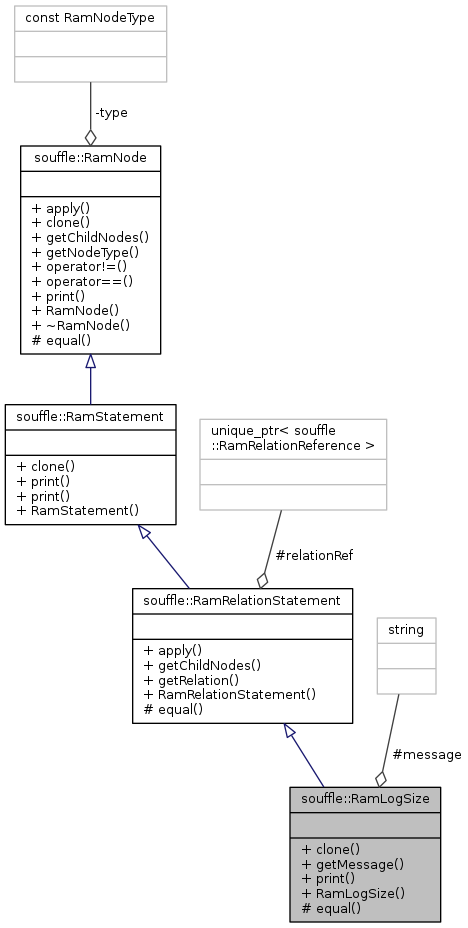 const RamNodeType
-type
souffle::RamNode
+ apply()
+ clone()
+ getChildNodes()
+ getNodeType()
+ operator!=()
+ operator==()
+ print()
+ RamNode()
+ ~RamNode()
# equal()
souffle::RamStatement
+ clone()
+ print()
+ print()
+ RamStatement()
unique_ptr< souffle
::RamRelationReference >
#relationRef
souffle::RamRelationStatement
+ apply()
+ getChildNodes()
+ getRelation()
+ RamRelationStatement()
# equal()
string
#message
souffle::RamLogSize
+ clone()
+ getMessage()
+ print()
+ RamLogSize()
# equal()